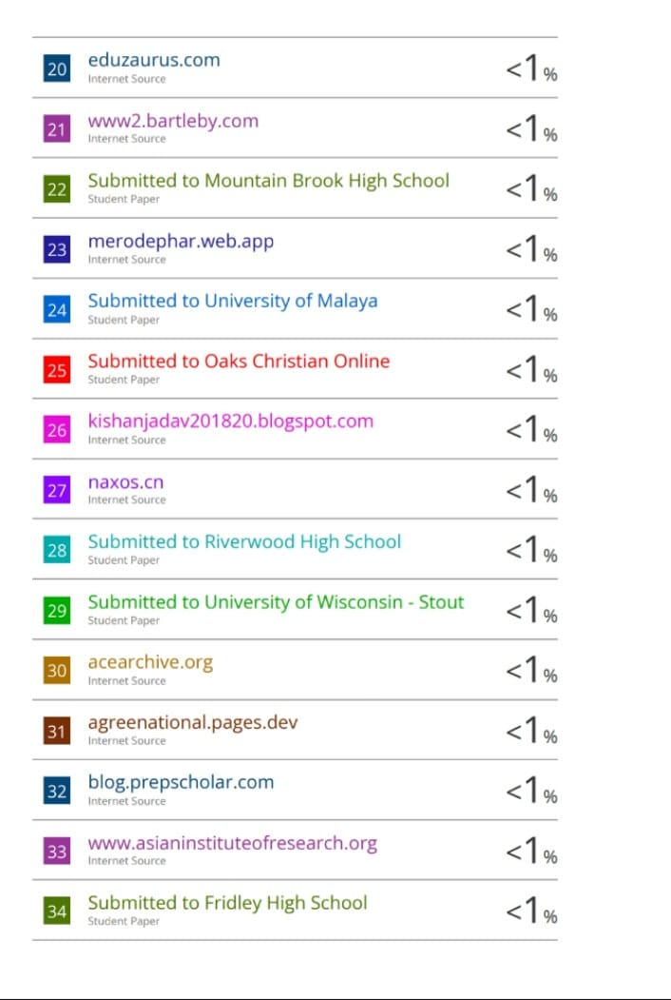 20 eduzaurus.com <1%
Internet Source
21 www2.bartleby.com <1%
Internet Source
22 Submitted to Mountain Brook High School <1%
Student Paper
23 merodephar.web.app <1%
Internet Source
24 Submitted to University of Malaya <1%
Student Paper
25 Submitted to Oaks Christian Online <1%
Student Paper
26 kishanjadav201820.blogspot.com <1%
Internet Source
27 naxos.cn <1%
Internet Source
28 Submitted to Riverwood High School <1%
Student Paper
29 Submitted to University of Wisconsin - Stout <1%
Student Paper
30 acearchive.org <1%
Internet Source
31 agreenational.pages.dev <1%
Internet Source
32 blog.prepscholar.com <1%
Internet Source
33 www.asianinstituteofresearch.org <1%
Internet Source
34 Submitted to Fridley High School <1%
Student Paper